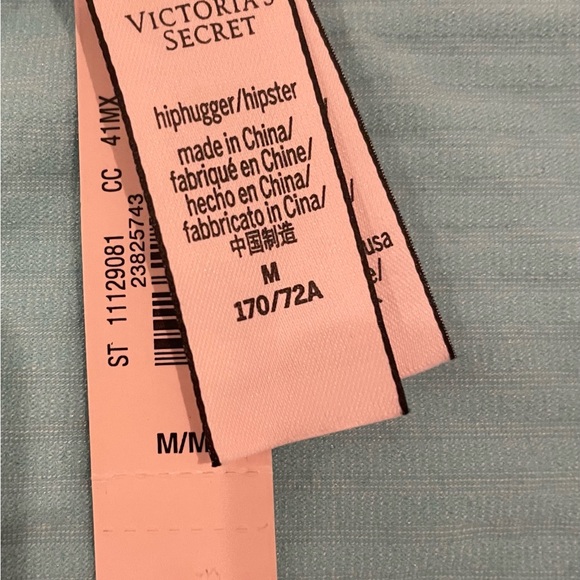 VICTORIA'S
SECRET
hiphugger/hipster
made in China/
fabriqué en Chine/
hecho en China/
fabbricato in Cina/
中国制造
M
170/72A
usa
e/
ST 11129081 CC 41MX
23825743
M/M